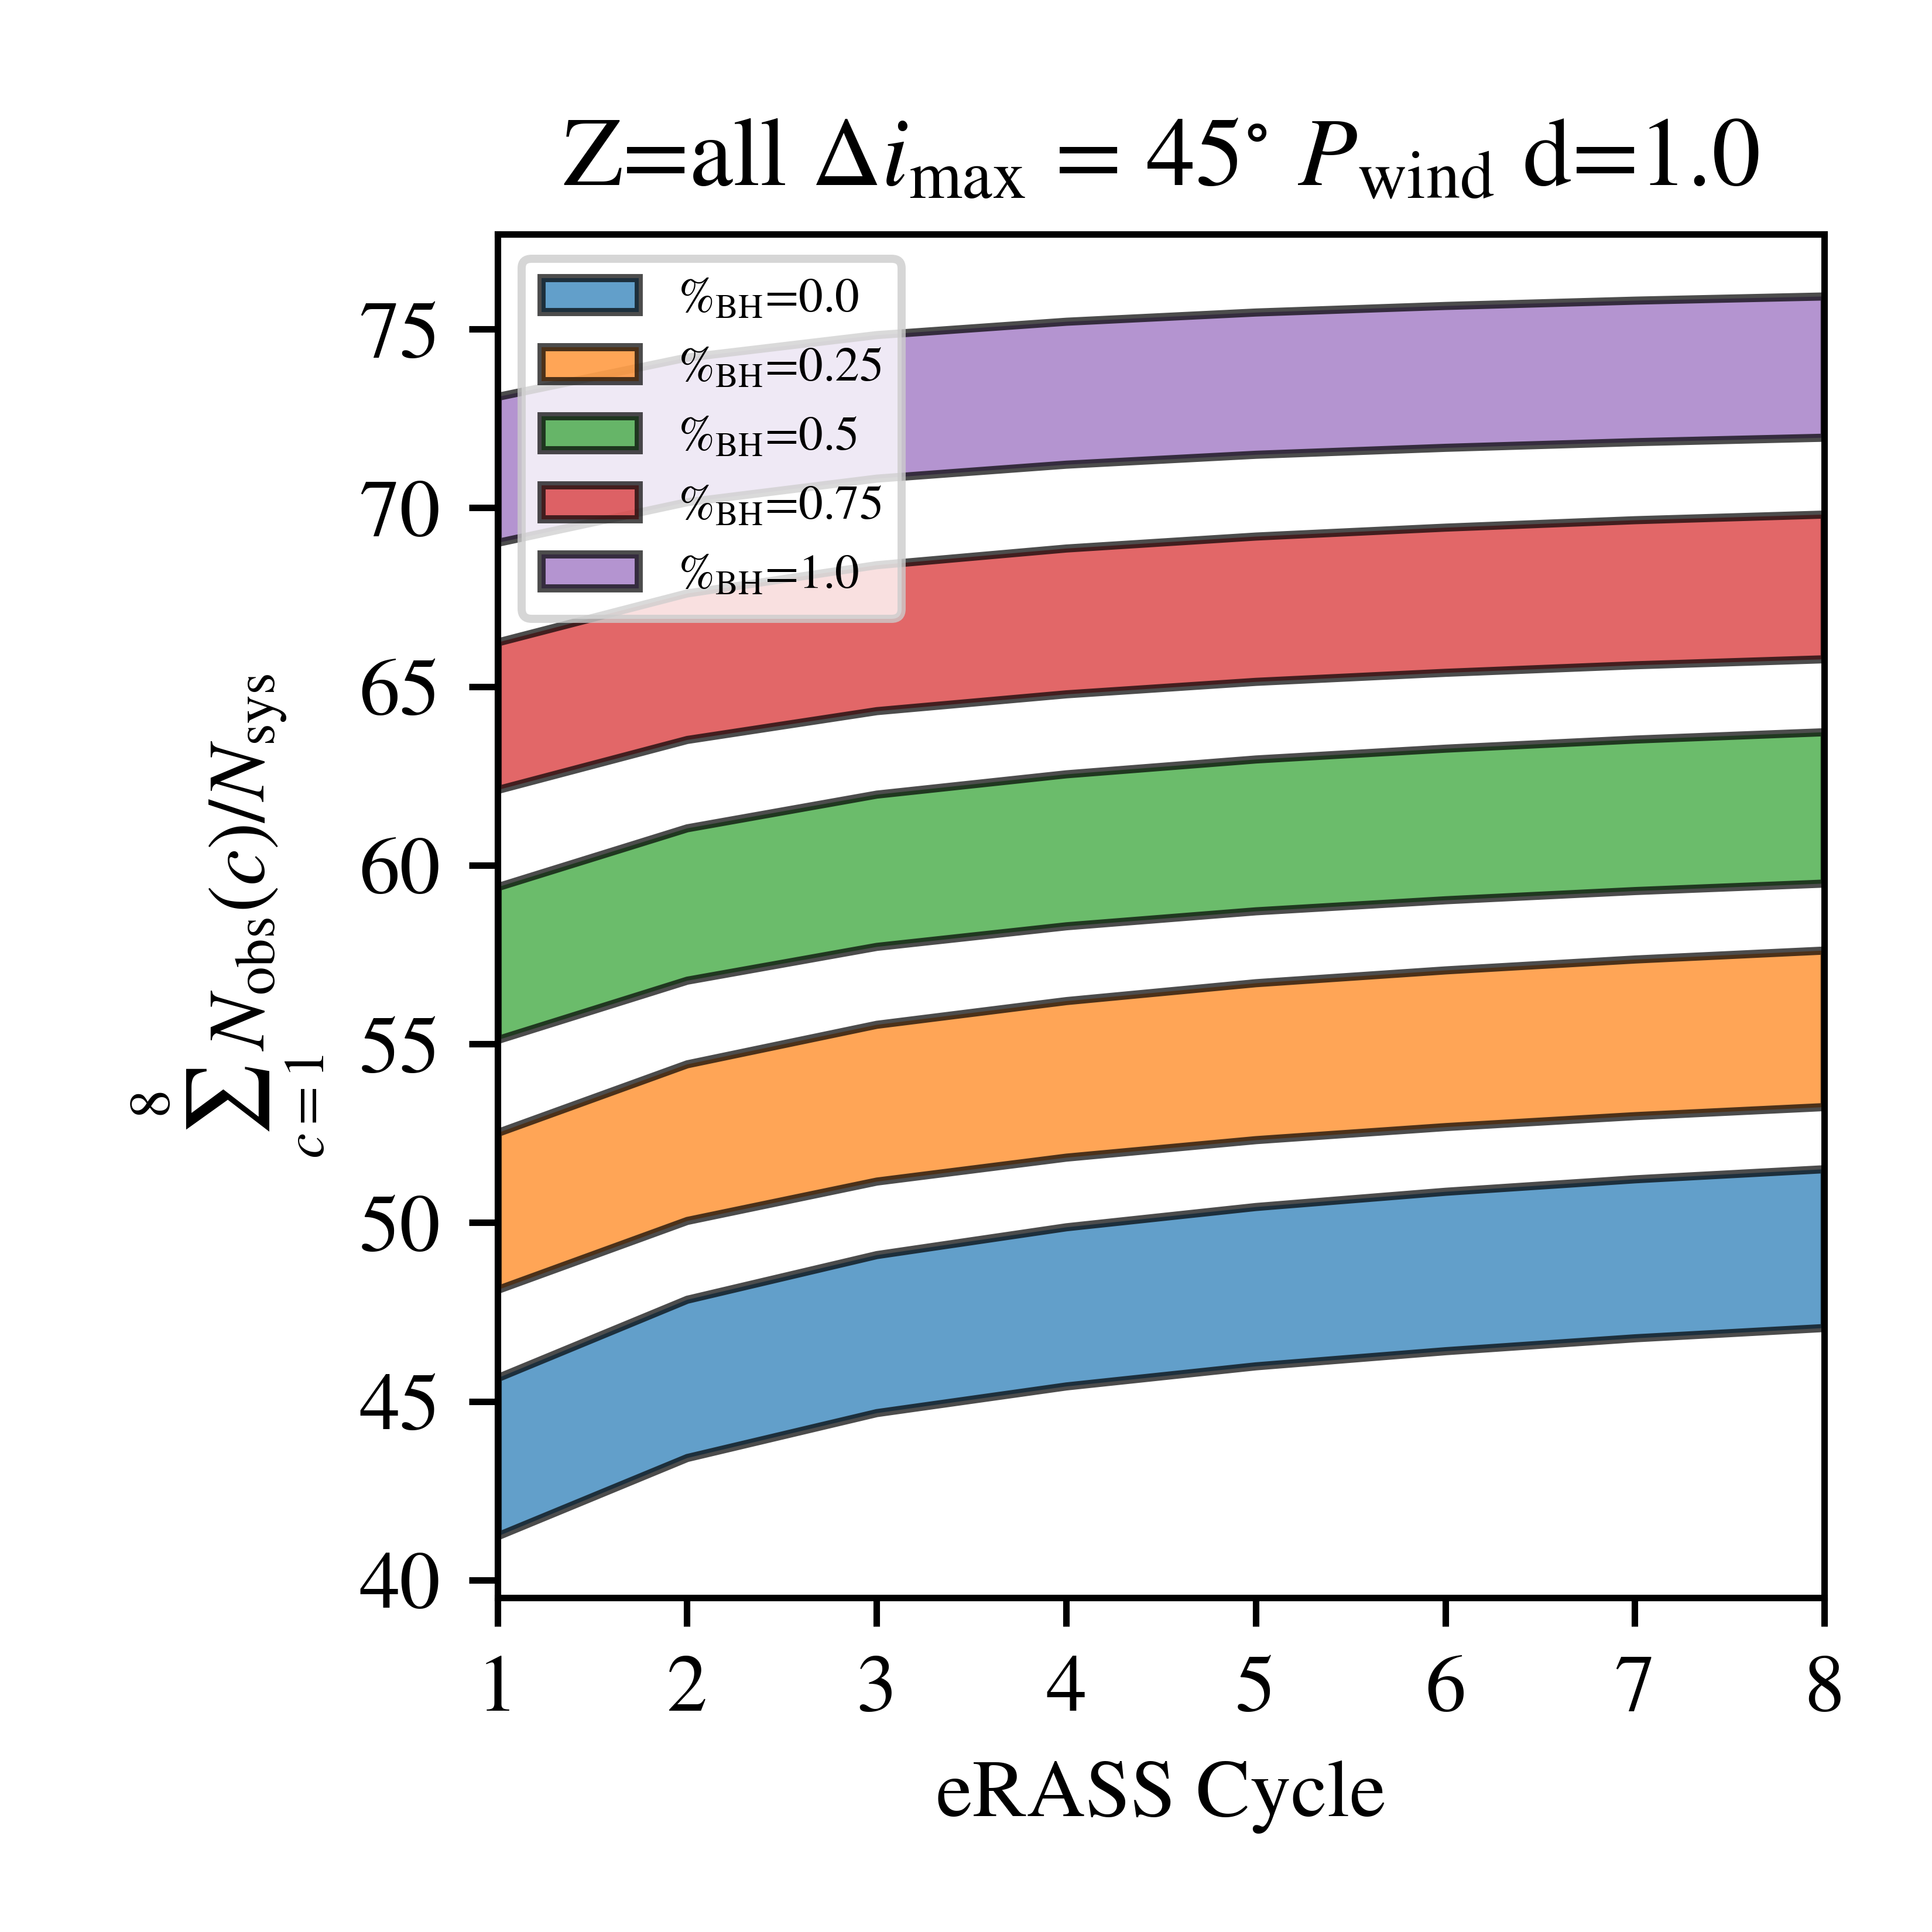 Z=all Δi_max = 45° P_wind d=1.0
%_BH=0.0
%_BH=0.25
%_BH=0.5
%_BH=0.75
%_BH=1.0
75
70
65
60
55
50
45
40
∑_{c=1}^{8} N_obs(c)/N_sys
1 2 3 4 5 6 7 8
eRASS Cycle